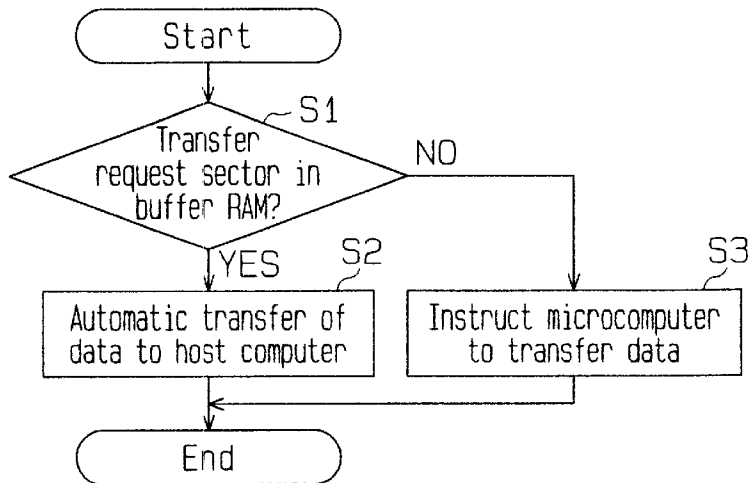 Start
S1
Transfer
request sector in
buffer RAM?
NO
YES
S2
Automatic transfer of
data to host computer
S3
Instruct microcomputer
to transfer data
End